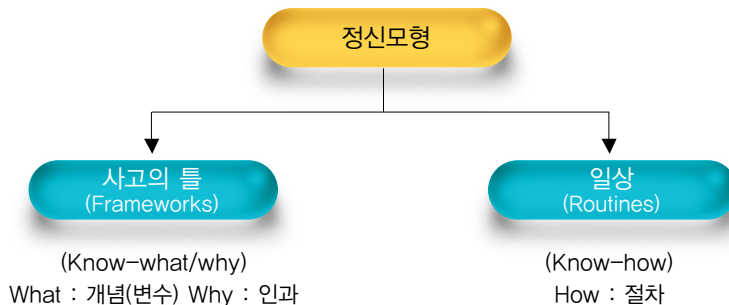 정신모형
사고의 틀
(Frameworks)
일상
(Routines)
(Know-what/why)
What : 개념(변수) Why : 인과
(Know-how)
How : 절차